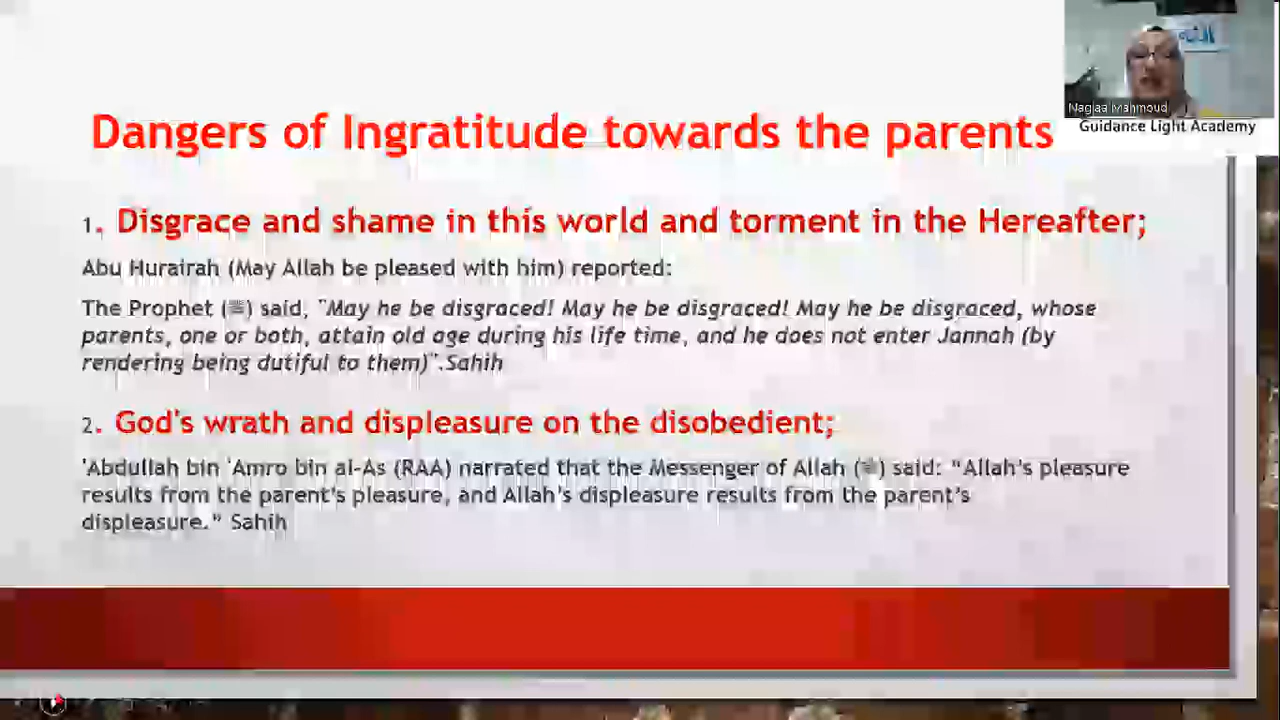 Nagiaa Mahmoud
Guidance Light Academy
Dangers of Ingratitude towards the parents
1. Disgrace and shame in this world and torment in the Hereafter;
Abu Hurairah (May Allah be pleased with him) reported:
The Prophet (ﷺ) said, "May he be disgraced! May he be disgraced! May he be disgraced, whose
parents, one or both, attain old age during his life time, and he does not enter Jannah (by
rendering being dutiful to them)".Sahih
2. God's wrath and displeasure on the disobedient;
'Abdullah bin 'Amro bin al-As (RAA) narrated that the Messenger of Allah (ﷺ) said: “Allah’s pleasure
results from the parent’s pleasure, and Allah’s displeasure results from the parent’s
displeasure.” Sahih